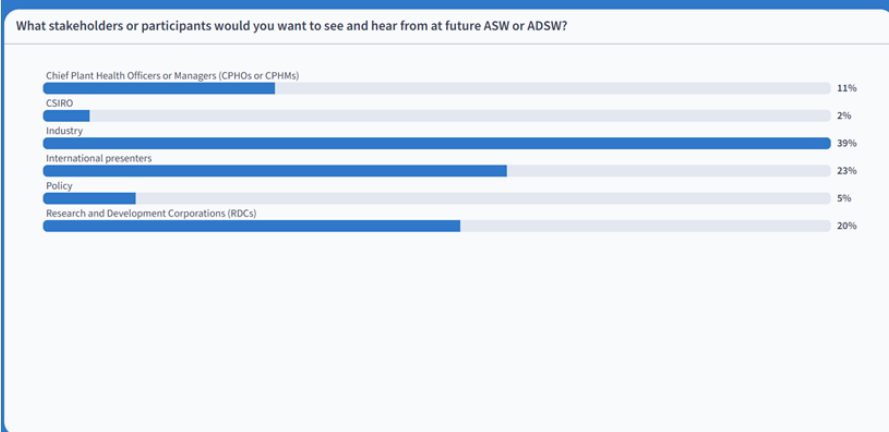 What stakeholders or participants would you want to see and hear from at future ASW or ADSW?
Chief Plant Health Officers or Managers (CPHOs or CPHMs)
11%
CSIRO
2%
Industry
39%
International presenters
23%
Policy
5%
Research and Development Corporations (RDCs)
20%